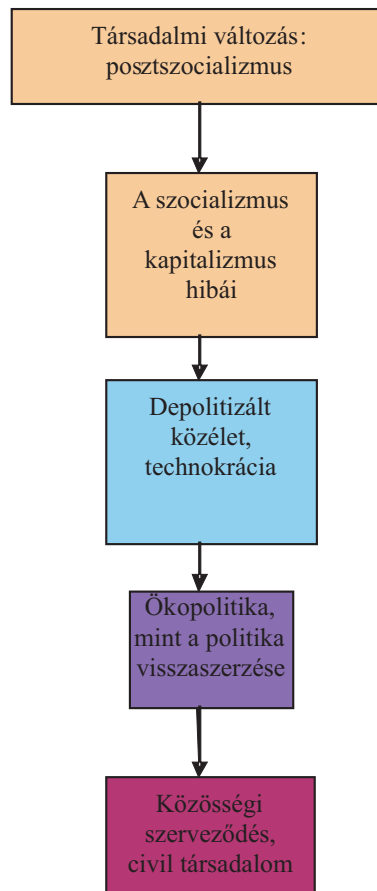 Társadalmi változás:
posztszocializmus
A szocializmus
és a
kapitalizmus
hibái
Depolitizált
közélet,
technokrácia
Ökopolitika,
mint a politika
visszaszerzése
Közösségi
szerveződés,
civil társadalom